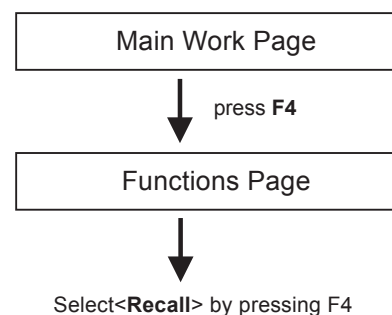 Main Work Page
press F4
Functions Page
Select<Recall> by pressing F4